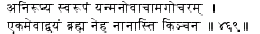 अनिरूप्य स्वरूपं यन्मनोवाचामगोचरम् ।
एकमेवाद्वयं ब्रह्म नेह नानास्ति किञ्चन ॥ ४६९॥